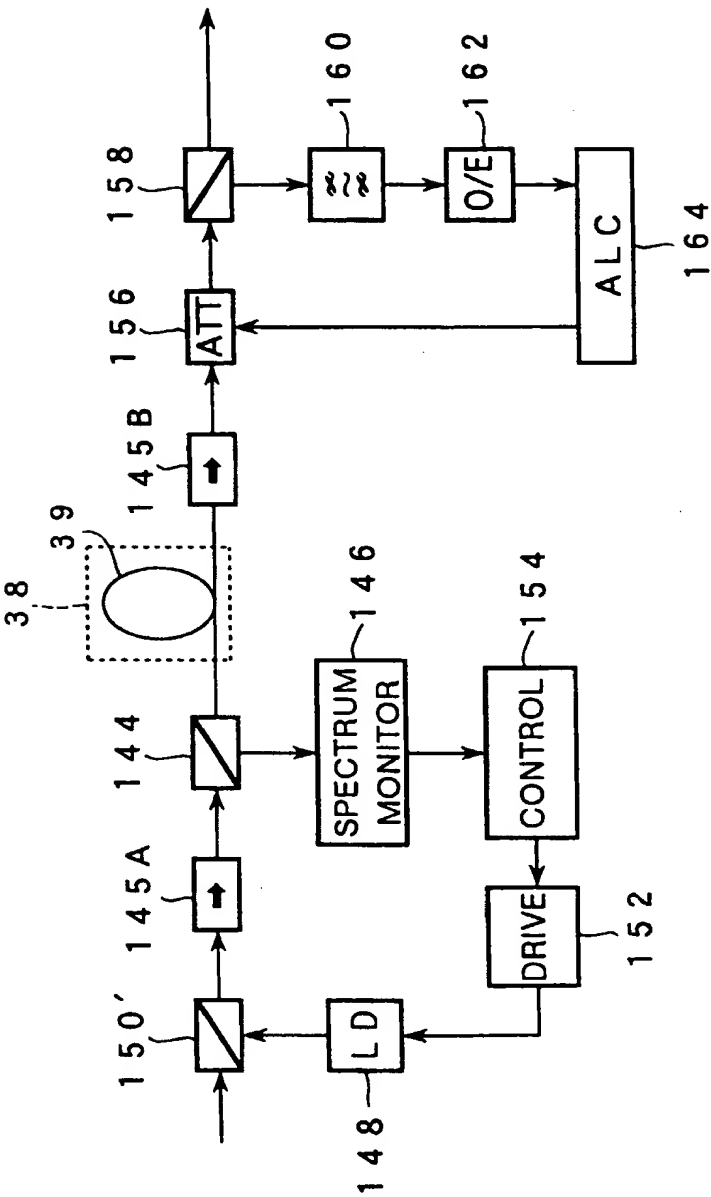 38
39
150′
145A
144
145B
156
158
ATT
LD
148
SPECTRUM
MONITOR
146
160
O/E
162
DRIVE
152
CONTROL
154
ALC
164